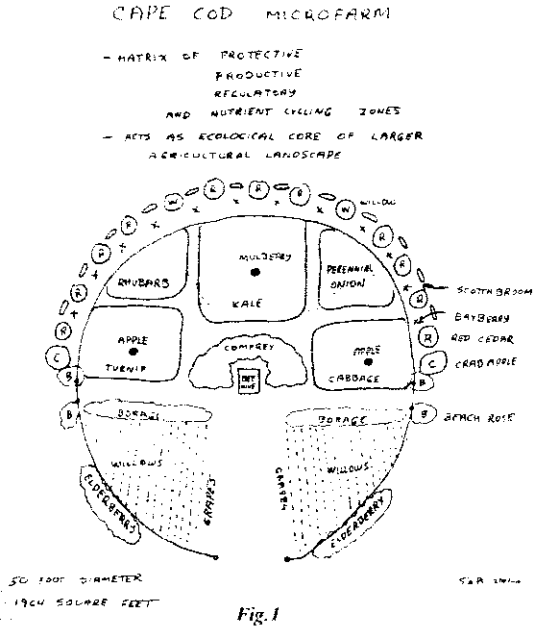 CAPE COD MICROFARM
- MATRIX OF PROTECTIVE
PRODUCTIVE
REGULATORY
AND NUTRIENT CYCLING ZONES
- ACTS AS ECOLOGICAL CORE OF LARGER
AGRICULTURAL LANDSCAPE
R R R
W W WILLOW
R R
R R
R R SCOTCH BROOM
BAYBERRY
R R RED CEDAR
C C CRAB APPLE
B B
B B BEACH ROSE
MULBERRY
KALE
RHUBARB
PERENNIAL
ONION
APPLE
TURNIP
COMFREY
APPLE
CABBAGE
BORAGE
BORAGE
WILLOWS
WILLOWS
GRAPES
GRAPES
ELDERBERRY
ELDERBERRY
50 FOOT DIAMETER
1964 SQUARE FEET
Fig.1